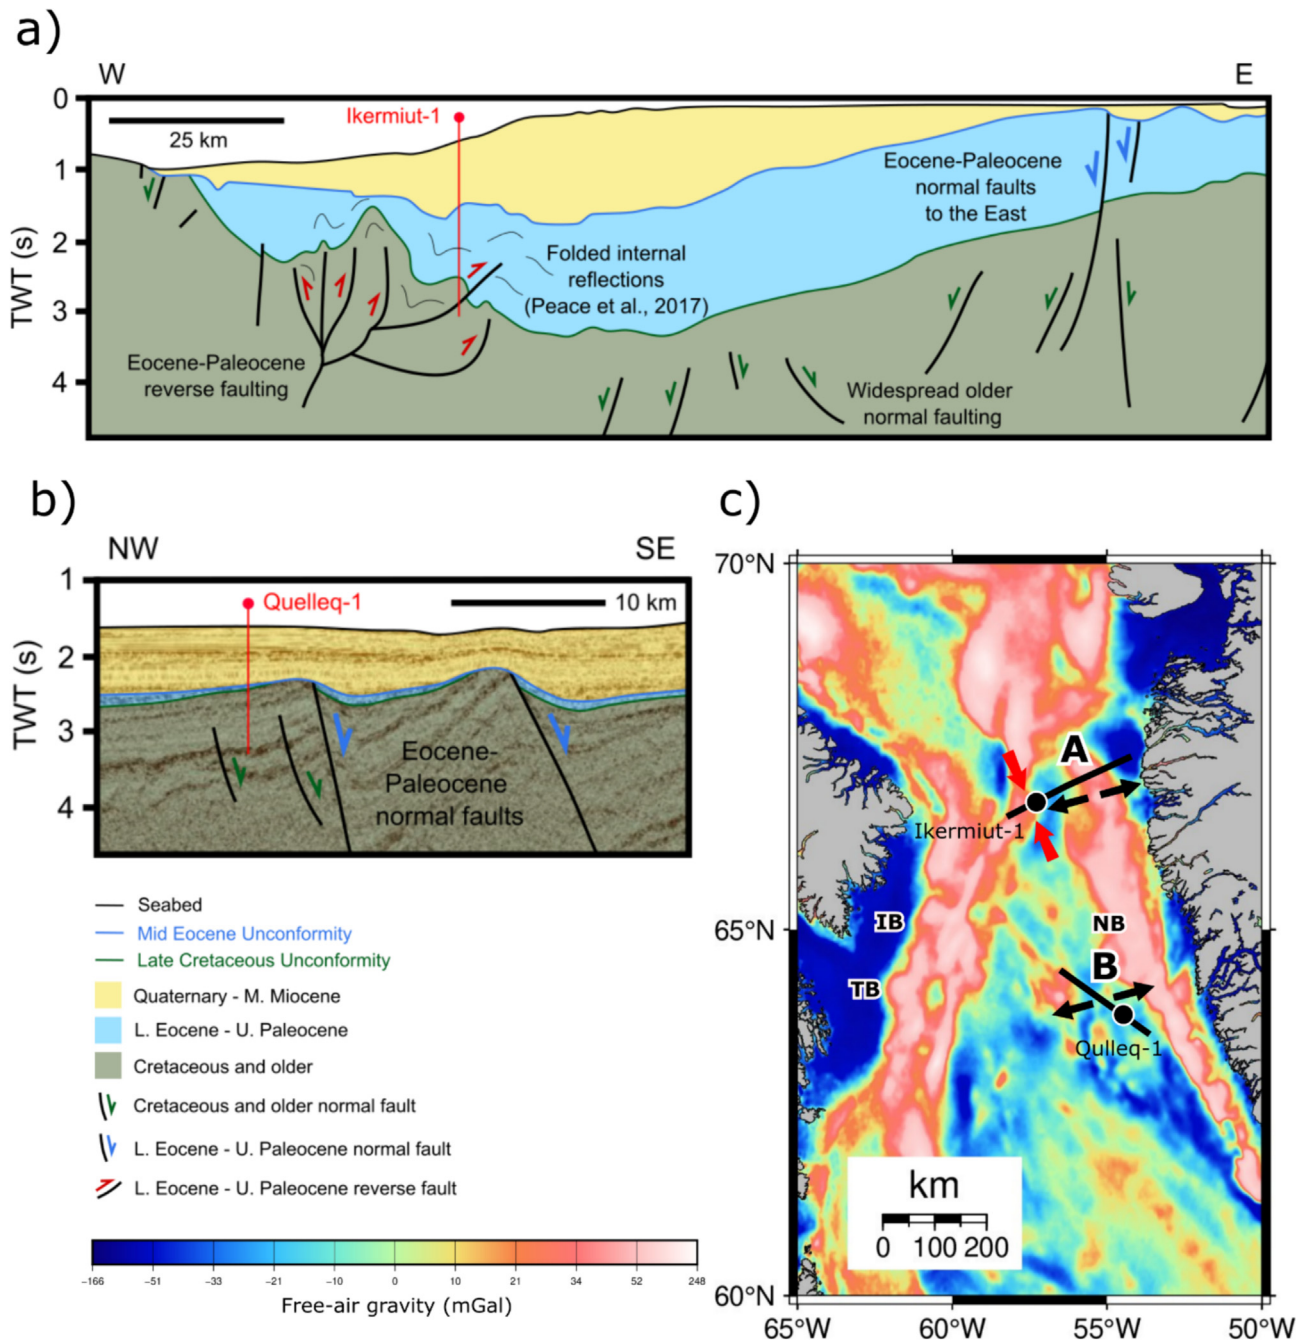 a)
W
E
0
1
2
3
4
TWT (s)
25 km
Ikermiut-1
Eocene-Paleocene
normal faults
to the East
Folded internal
reflections
(Peace et al., 2017)
Eocene-Paleocene
reverse faulting
Widespread older
normal faulting
b)
NW
SE
1
2
3
4
TWT (s)
Quelleq-1
10 km
Eocene-
Paleocene
normal faults
Seabed
Mid Eocene Unconformity
Late Cretaceous Unconformity
Quaternary - M. Miocene
L. Eocene - U. Paleocene
Cretaceous and older
Cretaceous and older normal fault
L. Eocene - U. Paleocene normal fault
L. Eocene - U. Paleocene reverse fault
−166 −51 −33 −21 −10 0 10 21 34 52 248
Free-air gravity (mGal)
c)
70°N
65°N
60°N
A
Ikermiut-1
IB
NB
TB
B
Qulleq-1
km
0 100 200
65°W 60°W 55°W 50°W